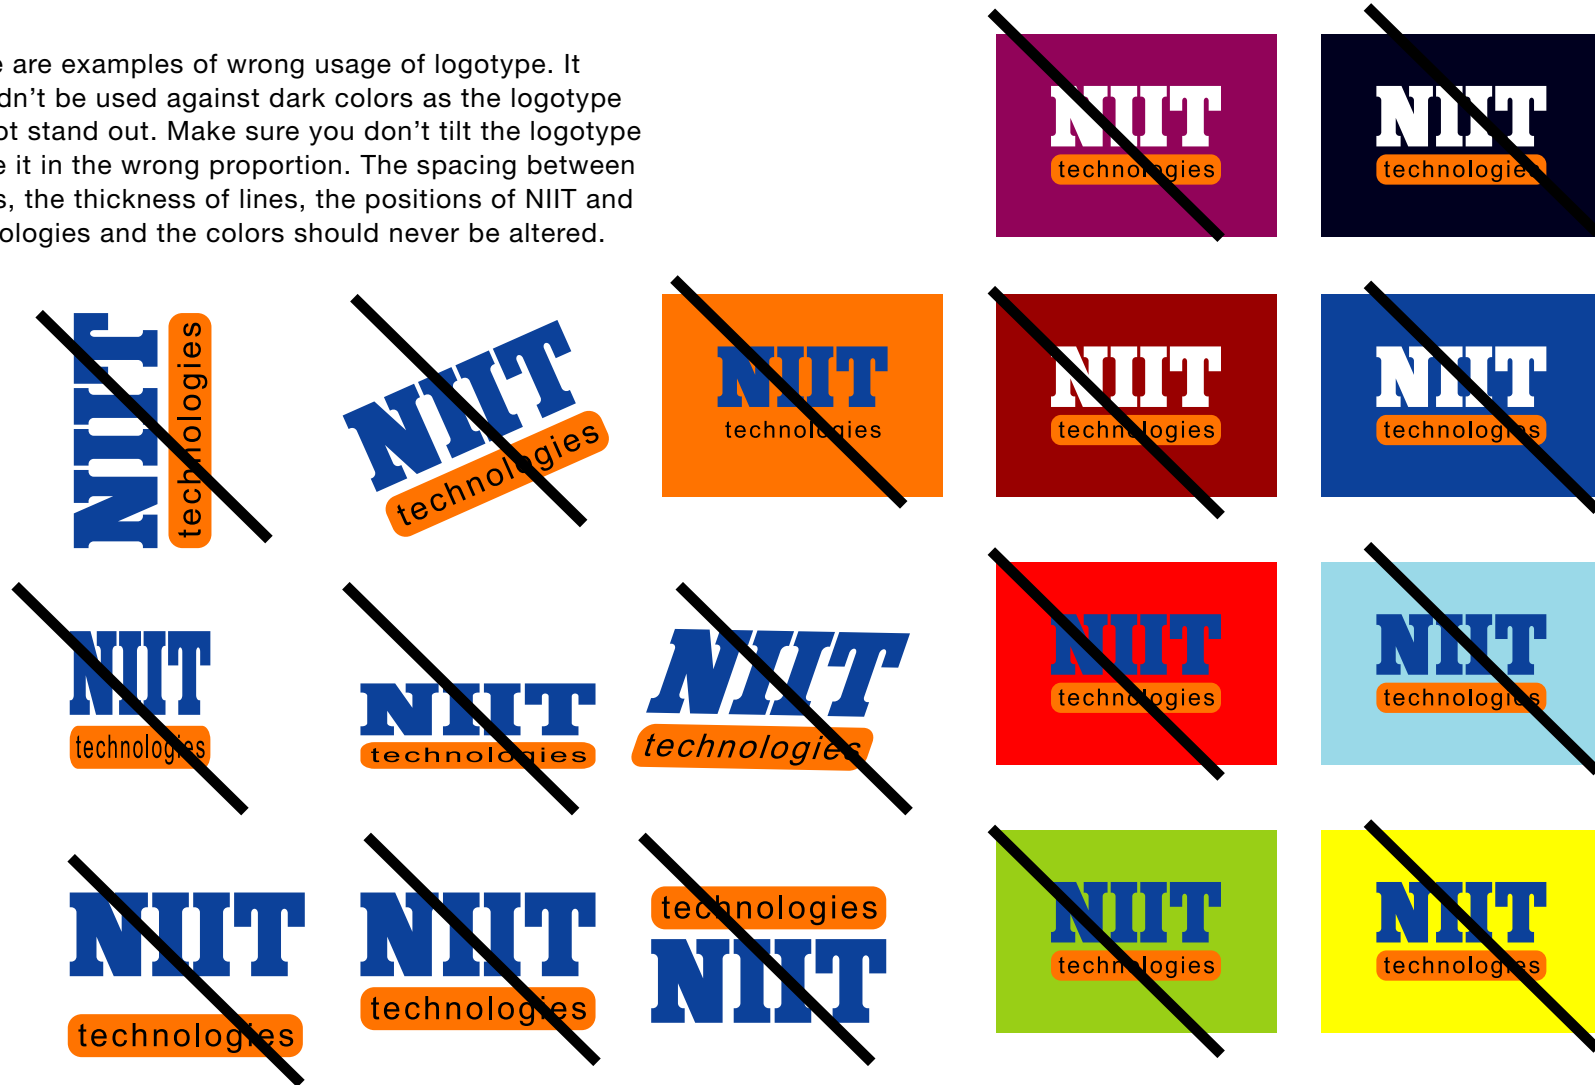 e are examples of wrong usage of logotype. It
dn't be used against dark colors as the logotype
ot stand out. Make sure you don't tilt the logotype
e it in the wrong proportion. The spacing between
s, the thickness of lines, the positions of NIIT and
ologies and the colors should never be altered.
NIIT
technologies
NIIT
technologies
NIIT
technologies
NIIT
technologies
NIIT
technologies
NIIT
technologies
NIIT
technologies
NIIT
technologies
NIIT
technologies
NIIT
technologies
NIIT
technologies
NIIT
technologies
NIIT
technologies
NIIT
technologies
technologies
NIIT
NIIT
technologies
NIIT
technologies